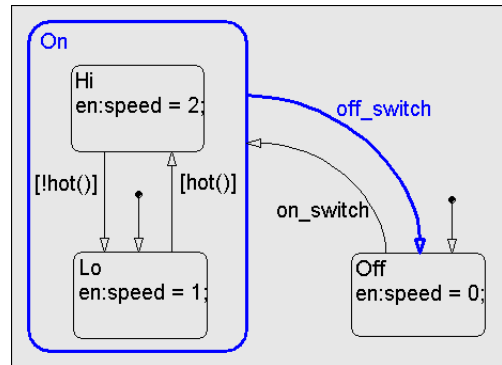 On
Hi
en:speed = 2;
off_switch
[!hot()]
[hot()]
on_switch
Lo
en:speed = 1;
Off
en:speed = 0;